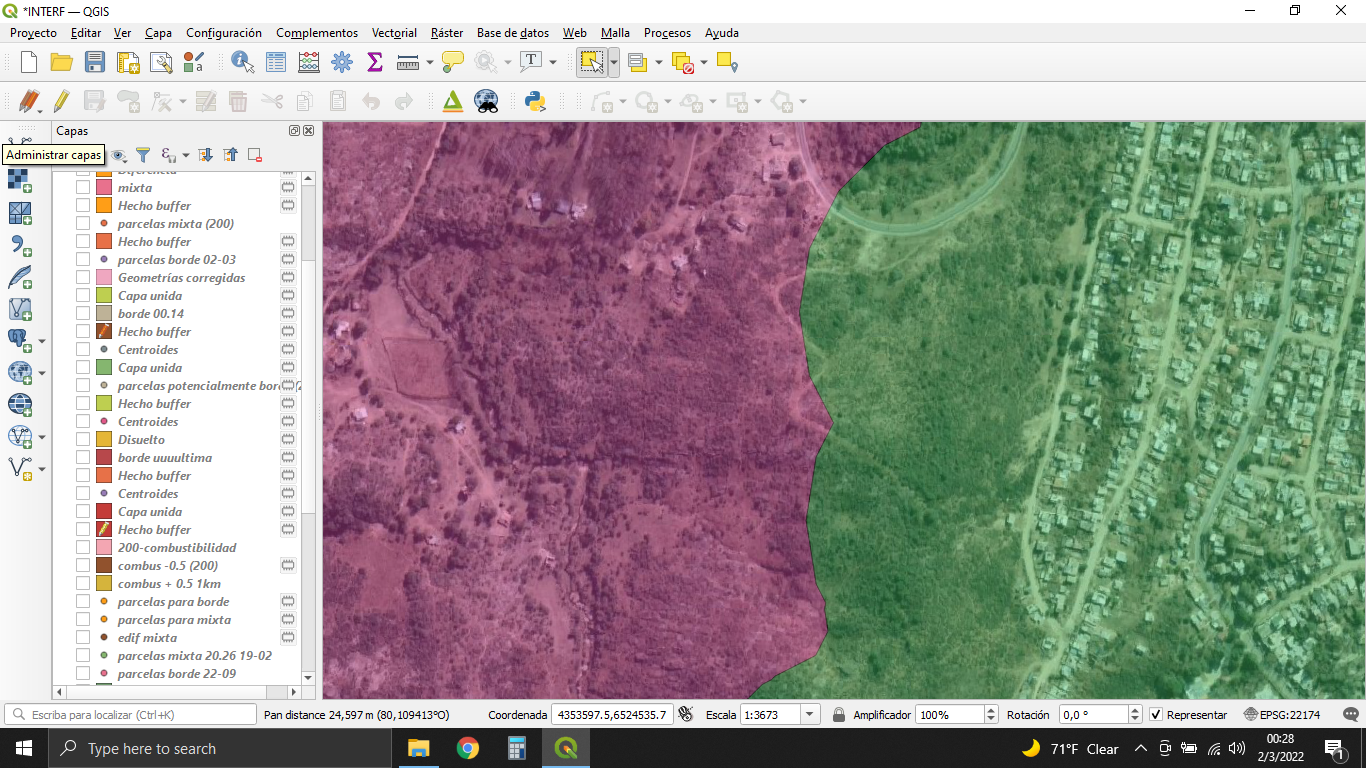 *INTERF — QGIS
Proyecto Editar Ver Capa Configuración Complementos Vectorial Ráster Base de datos Web Malla Procesos Ayuda
Capas
Administrar capas
Diferencia
mixta
Hecho buffer
parcelas mixta (200)
Hecho buffer
parcelas borde 02-03
Geometrías corregidas
Capa unida
borde 00.14
Hecho buffer
Centroides
Capa unida
parcelas potencialmente bor
Hecho buffer
Centroides
Disuelto
borde uuuultima
Hecho buffer
Centroides
Capa unida
Hecho buffer
200-combustibilidad
combus -0.5 (200)
combus + 0.5 1km
parcelas para borde
parcelas para mixta
edif mixta
parcelas mixta 20.26 19-02
parcelas borde 22-09
Escriba para localizar (Ctrl+K) Pan distance 24,597 m (80,109413°O) Coordenada 4353597.5,6524535.7 Escala 1:3673 Amplificador 100% Rotación 0,0 ° Representar EPSG:22174
Type here to search 71°F Clear 00:28
2/3/2022 1